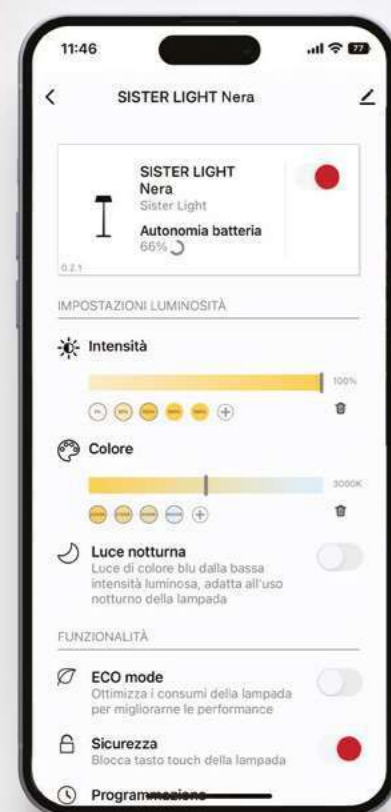 11:46
77
SISTER LIGHT Nera
SISTER LIGHT
Nera
Sister Light
Autonomia batteria
66%
0.2.1
IMPOSTAZIONI LUMINOSITÀ
Intensità
100%
Colore
3000K
Luce notturna
Luce di colore blu dalla bassa
intensità luminosa, adatta all'uso
notturno della lampada
FUNZIONALITÀ
ECO mode
Ottimizza i consumi della lampada
per migliorarne le performance
Sicurezza
Blocca tasto touch della lampada
Programmazione